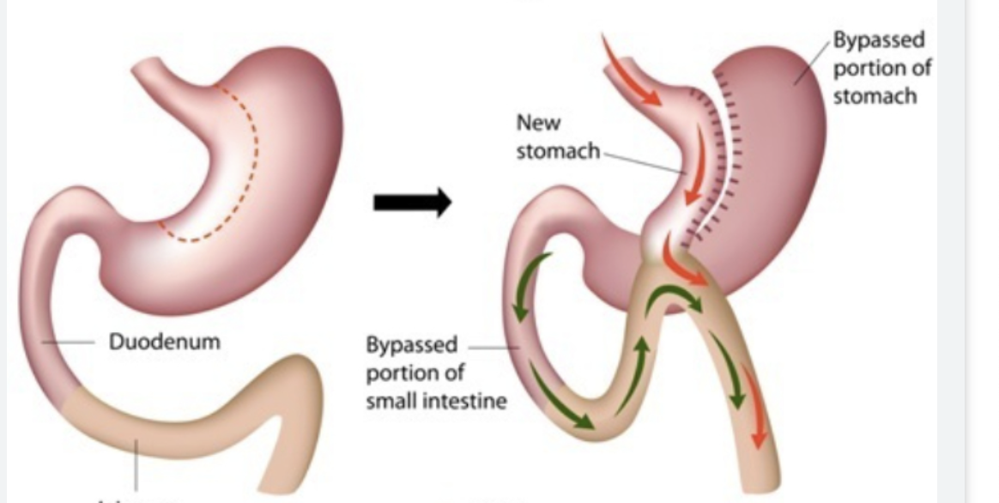 Bypassed
portion of
stomach
New
stomach
Duodenum
Bypassed
portion of
small intestine